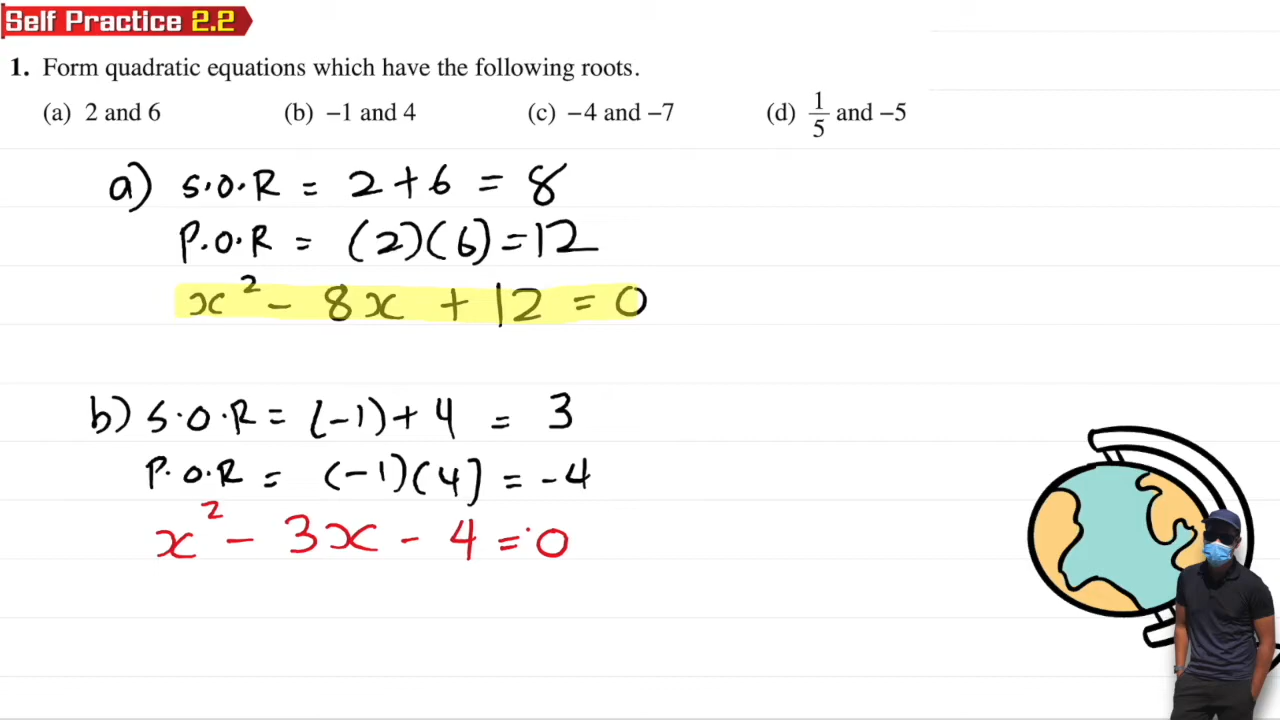 Self Practice 2.2
1. Form quadratic equations which have the following roots.
(a) 2 and 6 (b) −1 and 4 (c) −4 and −7 (d) 1/5 and −5
a) S.O.R = 2 + 6 = 8
P.O.R = (2)(6) = 12
x² − 8x + 12 = 0
b) S.O.R = (−1) + 4 = 3
P.O.R = (−1)(4) = −4
x² − 3x − 4 = 0